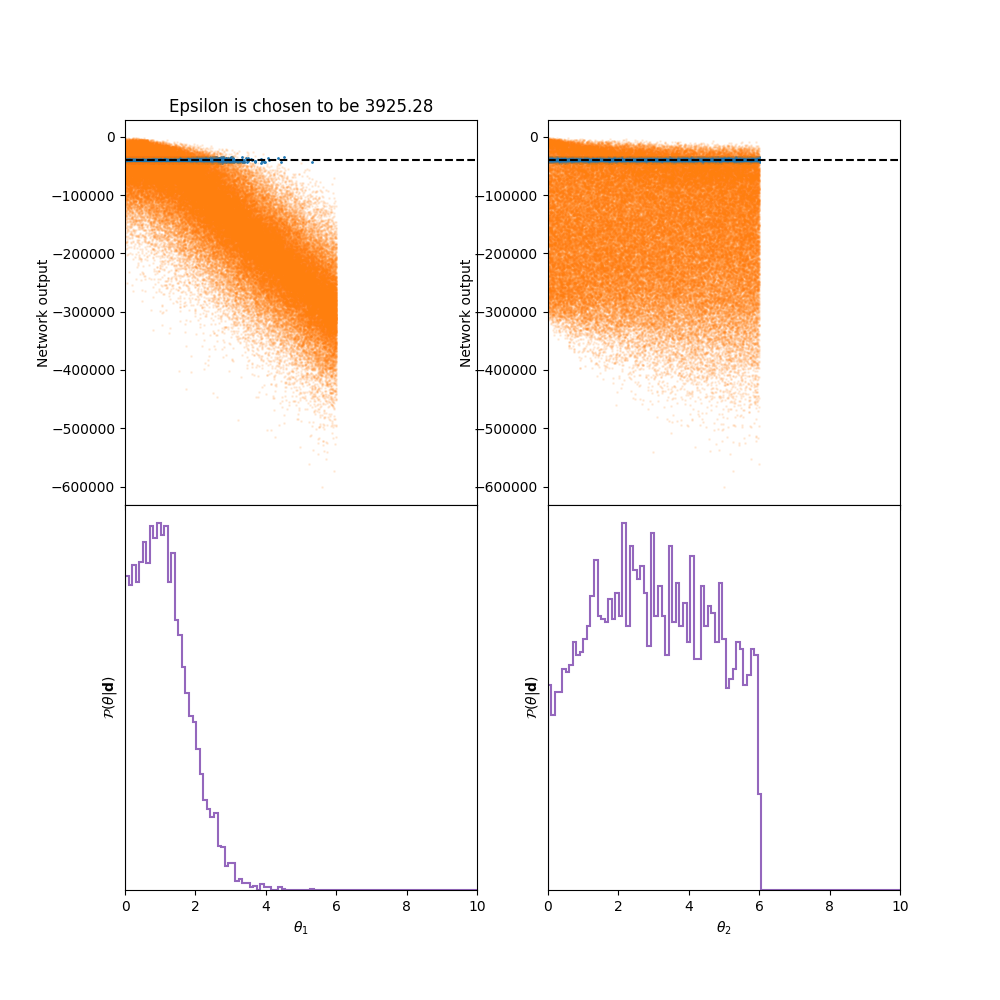 Epsilon is chosen to be 3925.28
0
−100000
−200000
−300000
−400000
−500000
−600000
Network output
0
−100000
−200000
−300000
−400000
−500000
−600000
Network output
𝒫(θ|𝐝)
0 2 4 6 8 10
θ₁
𝒫(θ|𝐝)
0 2 4 6 8 10
θ₂